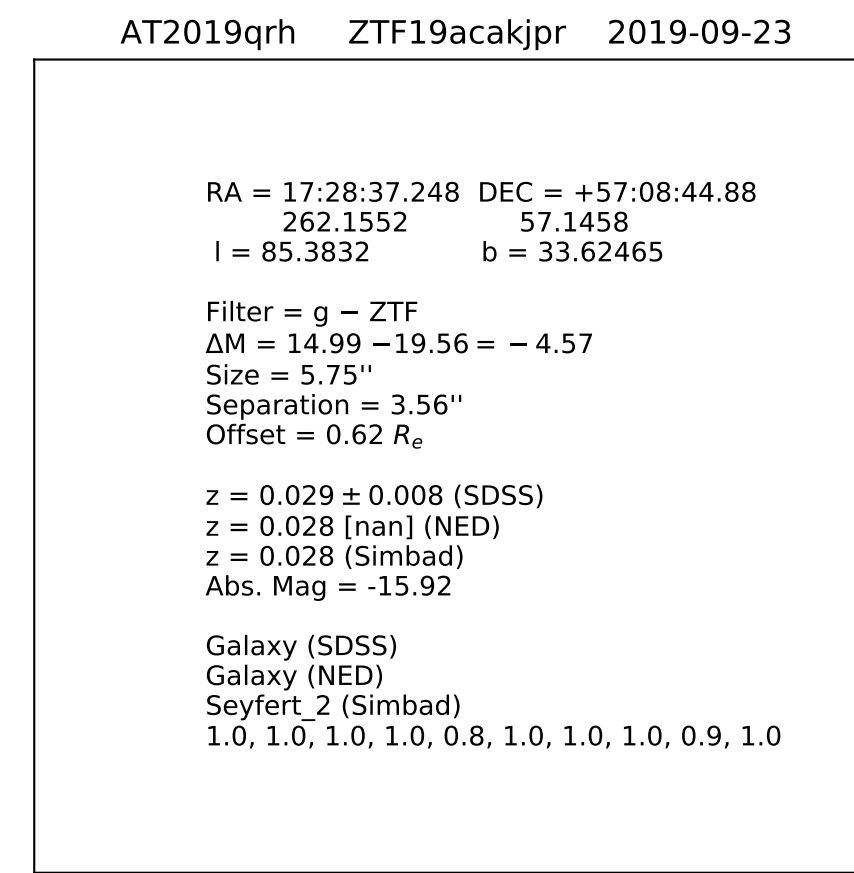 AT2019qrh ZTF19acakjpr 2019-09-23
RA = 17:28:37.248 DEC = +57:08:44.88
262.1552 57.1458
l = 85.3832 b = 33.62465
Filter = g − ZTF
ΔM = 14.99 −19.56 = − 4.57
Size = 5.75''
Separation = 3.56''
Offset = 0.62 Rₑ
z = 0.029 ± 0.008 (SDSS)
z = 0.028 [nan] (NED)
z = 0.028 (Simbad)
Abs. Mag = -15.92
Galaxy (SDSS)
Galaxy (NED)
Seyfert_2 (Simbad)
1.0, 1.0, 1.0, 1.0, 0.8, 1.0, 1.0, 1.0, 0.9, 1.0